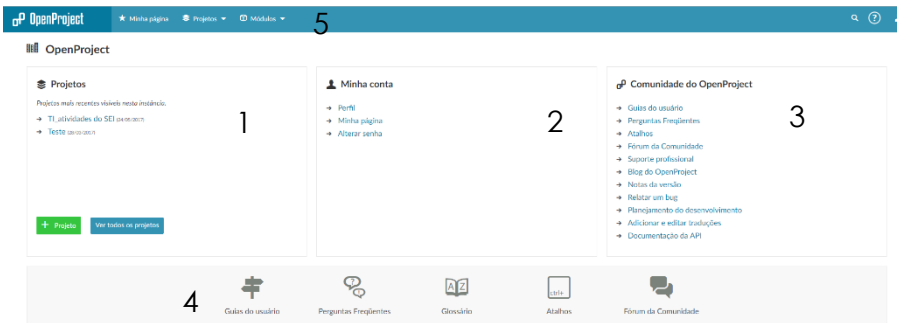 OpenProject Minha página Projetos Módulos 5 ?
OpenProject
Projetos
Projetos mais recentes visíveis nesta instância.
TI_atividades do SEI
Teste
1
+ Projeto Ver todos os projetos
Minha conta
Perfil
Minha página
Alterar senha
2
Comunidade do OpenProject
Guias do usuário
Perguntas Freqüentes
Atalhos
Fórum da Comunidade
Suporte profissional
Blog do OpenProject
Notas da versão
Relatar um bug
Planejamento do desenvolvimento
Adicionar e editar traduções
Documentação da API
3
4
? ? A Z ctrl+
Guias do usuário Perguntas Freqüentes Glossário Atalhos Fórum da Comunidade